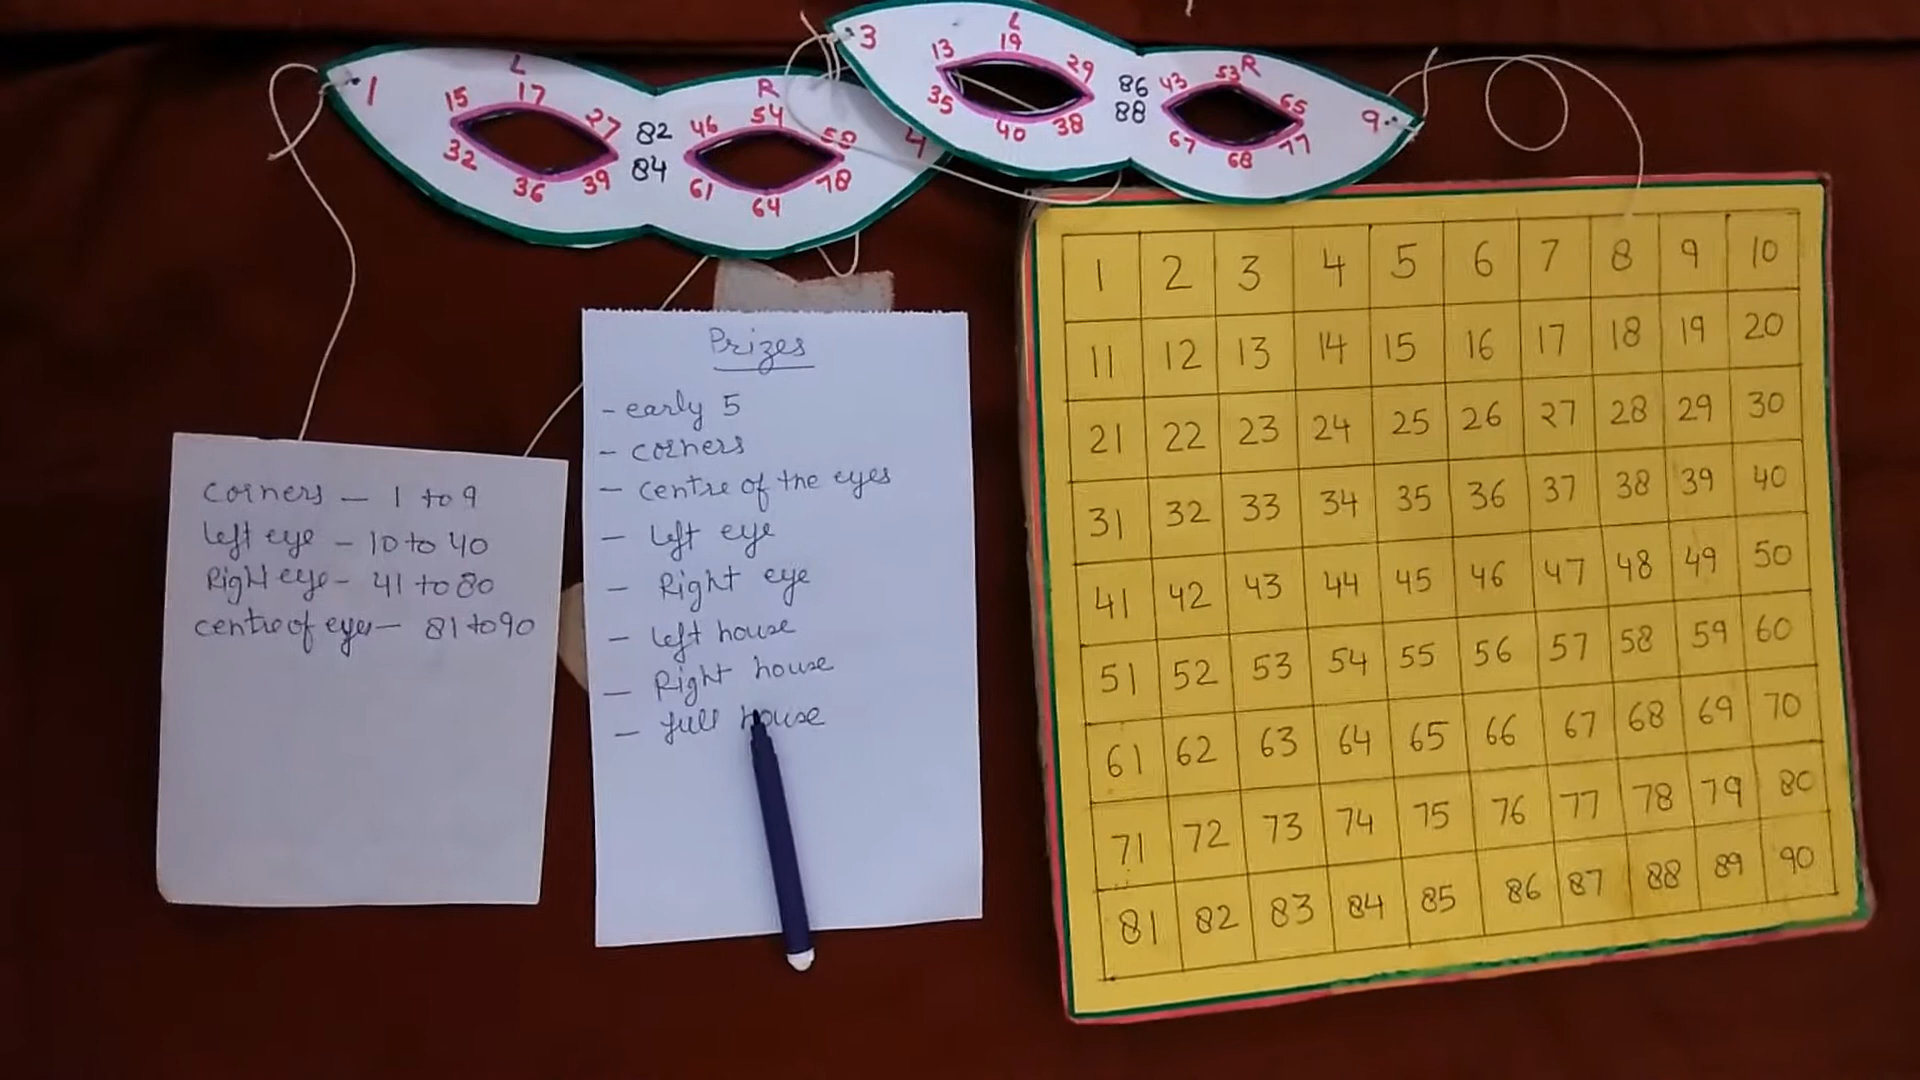 1
L
15 17 27
32 36 39
82
84
R
46 54 58
61 64 78
4
3
L
13 19 29
35 40 38
86
88
R
43 53 65
67 68 77
9
corners — 1 to 9
left eye — 10 to 40
Right eye — 41 to 80
centre of eyes — 81 to 90
Prizes
- early 5
- corners
- centre of the eyes
- left eye
- Right eye
- left house
- Right house
- full house
1 2 3 4 5 6 7 8 9 10
11 12 13 14 15 16 17 18 19 20
21 22 23 24 25 26 27 28 29 30
31 32 33 34 35 36 37 38 39 40
41 42 43 44 45 46 47 48 49 50
51 52 53 54 55 56 57 58 59 60
61 62 63 64 65 66 67 68 69 70
71 72 73 74 75 76 77 78 79 80
81 82 83 84 85 86 87 88 89 90